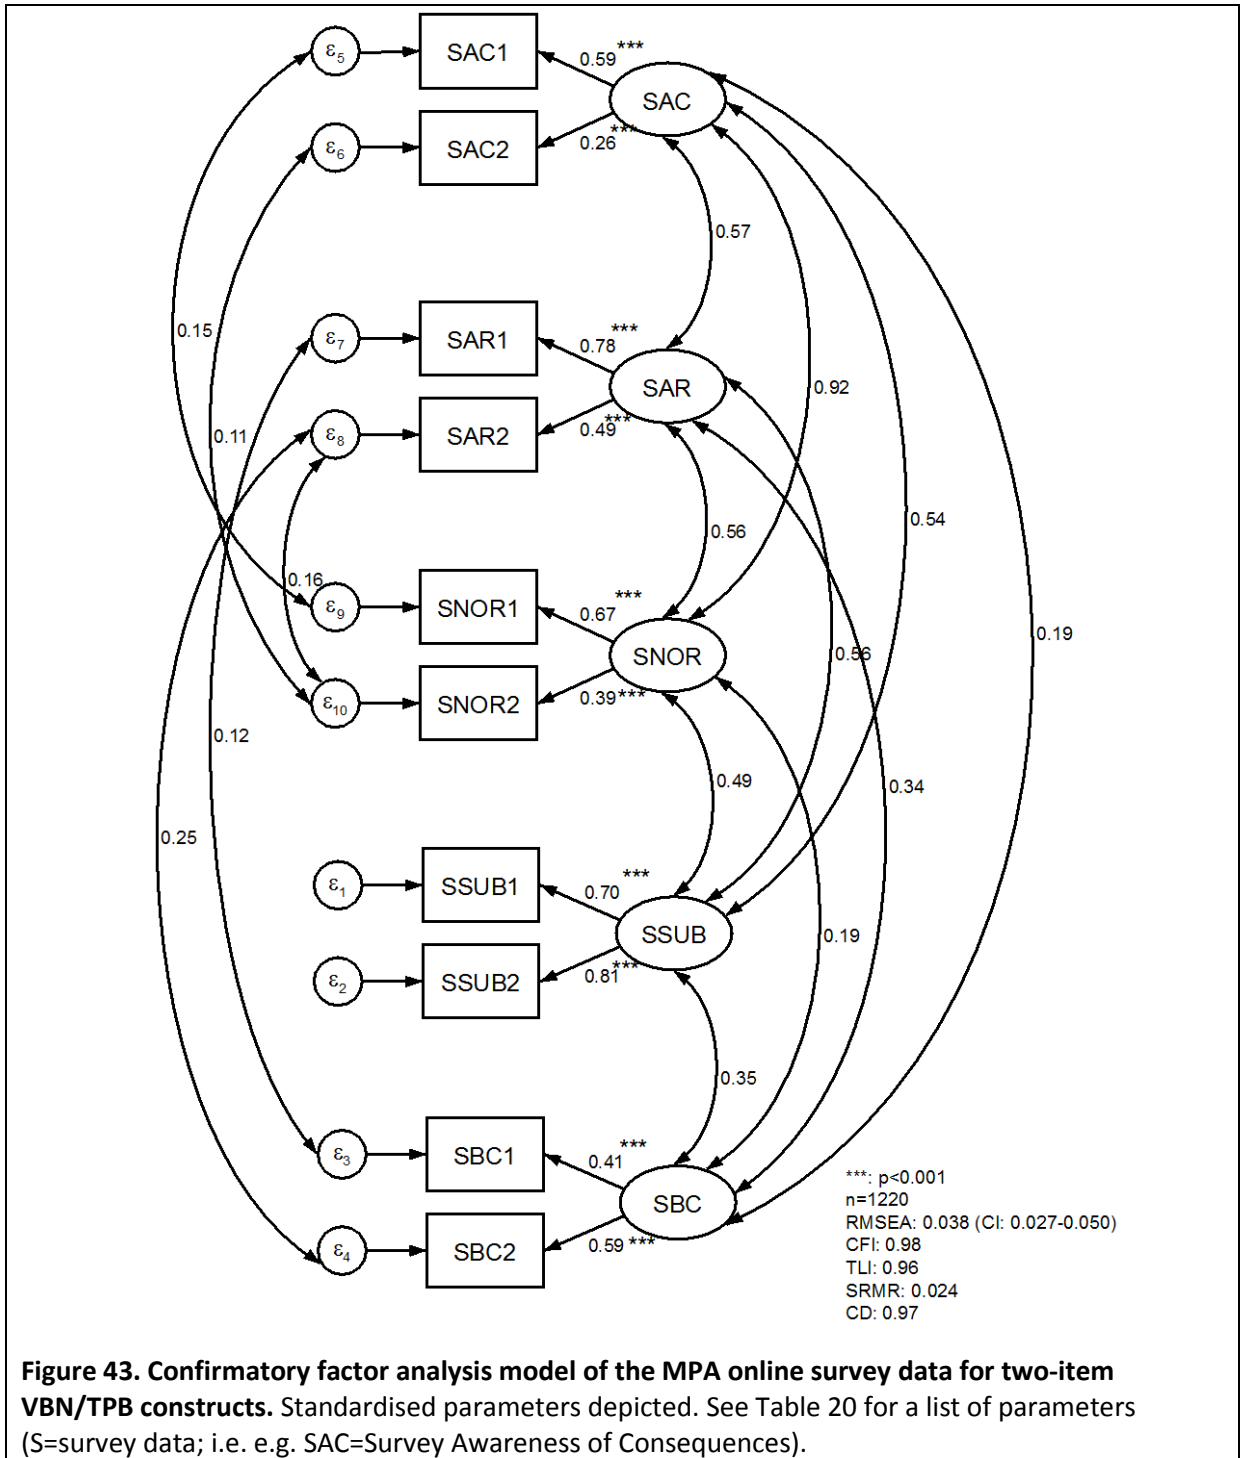 ε5
SAC1
0.59***
SAC
ε6
SAC2
0.26***
0.57
0.15
ε7
SAR1
0.78***
SAR
0.92
0.11
ε8
SAR2
0.49***
0.54
0.56
0.16
ε9
SNOR1
0.67***
SNOR
0.56
0.19
ε10
SNOR2
0.39***
0.12
0.49
0.34
0.25
ε1
SSUB1
0.70***
SSUB
0.19
ε2
SSUB2
0.81***
0.35
ε3
SBC1
0.41***
SBC
ε4
SBC2
0.59***
***: p<0.001
n=1220
RMSEA: 0.038 (CI: 0.027-0.050)
CFI: 0.98
TLI: 0.96
SRMR: 0.024
CD: 0.97
Figure 43. Confirmatory factor analysis model of the MPA online survey data for two-item
VBN/TPB constructs. Standardised parameters depicted. See Table 20 for a list of parameters
(S=survey data; i.e. e.g. SAC=Survey Awareness of Consequences).